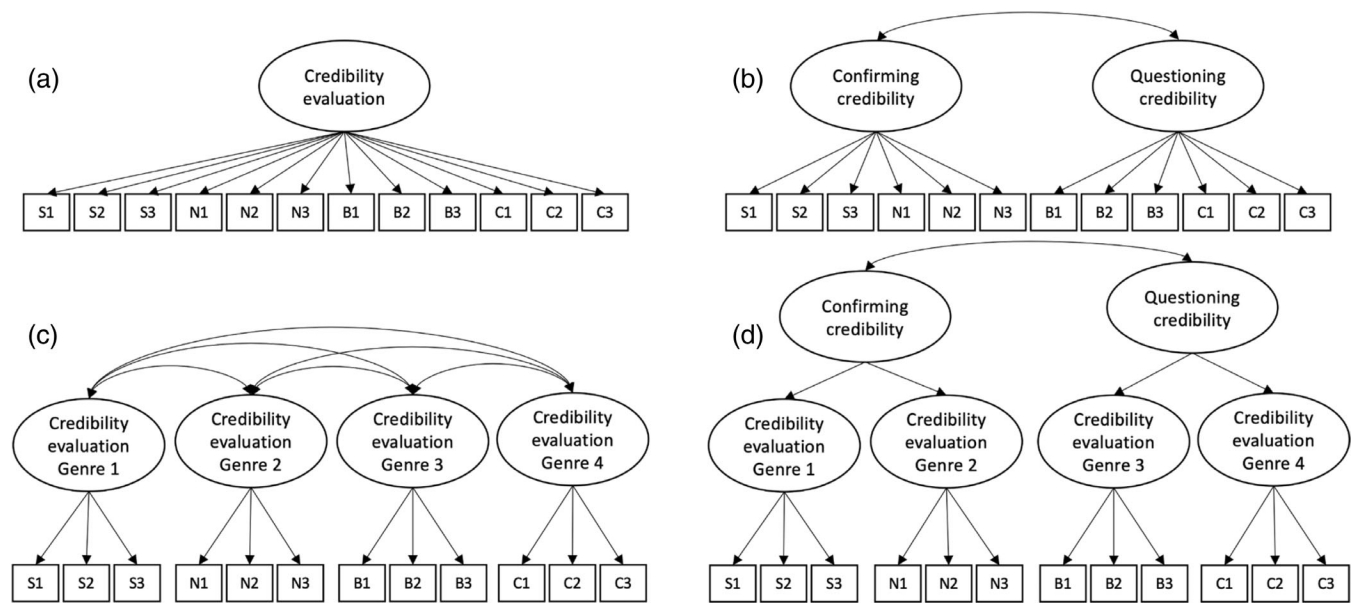 (a)
Credibility
evaluation
S1 S2 S3 N1 N2 N3 B1 B2 B3 C1 C2 C3
(b)
Confirming
credibility
Questioning
credibility
S1 S2 S3 N1 N2 N3 B1 B2 B3 C1 C2 C3
(c)
Credibility
evaluation
Genre 1
Credibility
evaluation
Genre 2
Credibility
evaluation
Genre 3
Credibility
evaluation
Genre 4
S1 S2 S3 N1 N2 N3 B1 B2 B3 C1 C2 C3
(d)
Confirming
credibility
Questioning
credibility
Credibility
evaluation
Genre 1
Credibility
evaluation
Genre 2
Credibility
evaluation
Genre 3
Credibility
evaluation
Genre 4
S1 S2 S3 N1 N2 N3 B1 B2 B3 C1 C2 C3